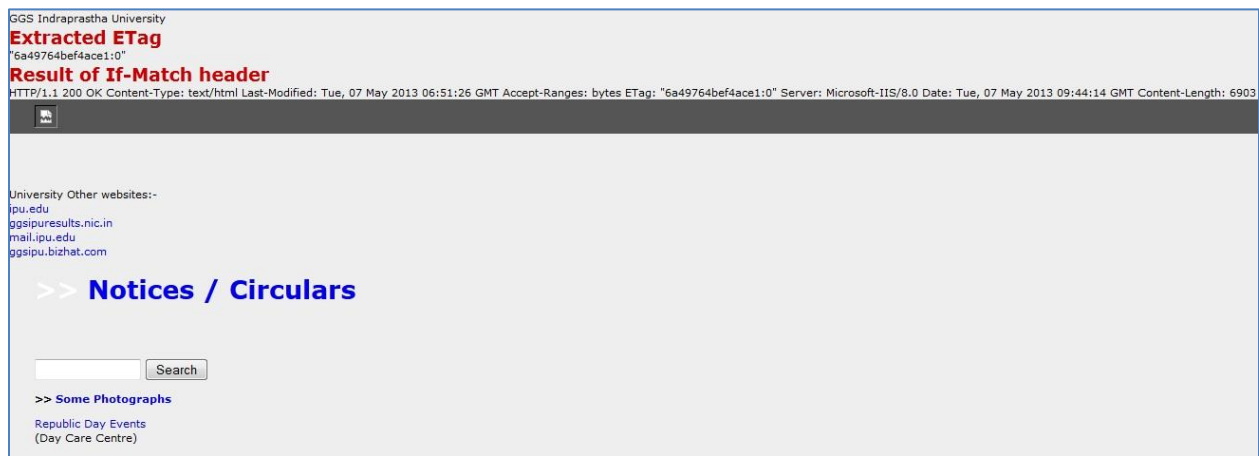 GGS Indraprastha University
Extracted ETag
"6a49764bef4ace1:0"
Result of If-Match header
HTTP/1.1 200 OK Content-Type: text/html Last-Modified: Tue, 07 May 2013 06:51:26 GMT Accept-Ranges: bytes ETag: "6a49764bef4ace1:0" Server: Microsoft-IIS/8.0 Date: Tue, 07 May 2013 09:44:14 GMT Content-Length: 6903
University Other websites:-
ipu.edu
ggsipuresults.nic.in
mail.ipu.edu
ggsipu.bizhat.com
>> Notices / Circulars
Search
>> Some Photographs
Republic Day Events
(Day Care Centre)